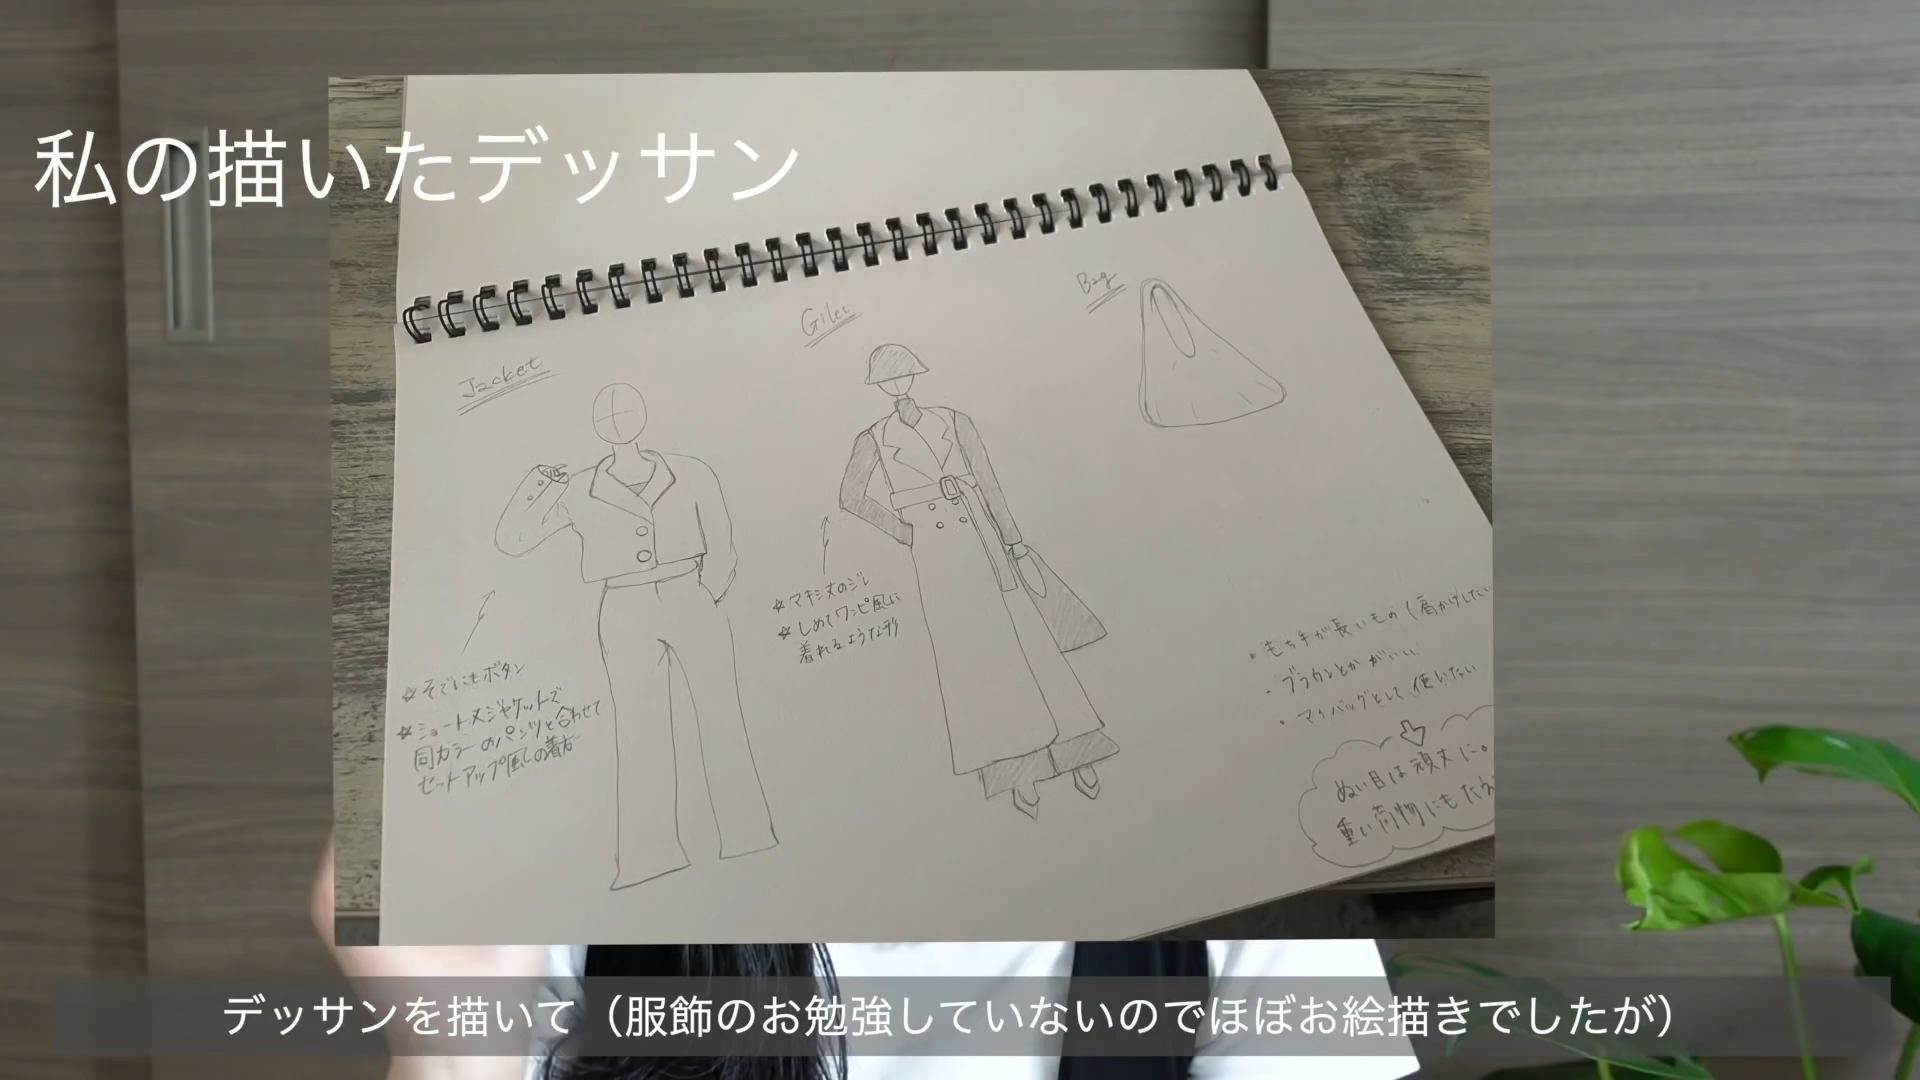 私の描いたデッサン
Jacket
Gilet
Bag
☆そでにもボタン
☆ショート丈ジャケットで
同カラーのパンツと合わせて
セットアップ風の着方
☆マキシ丈のジレ
☆しめてワンピ風に
着れるような形
・もち手が長いもの(肩かけしたい
・ブラウンとかがいい
・マイバッグとして使いたい
ぬい目は頑丈に。
重い荷物にもたえ
デッサンを描いて（服飾のお勉強していないのでほぼお絵描きでしたが）